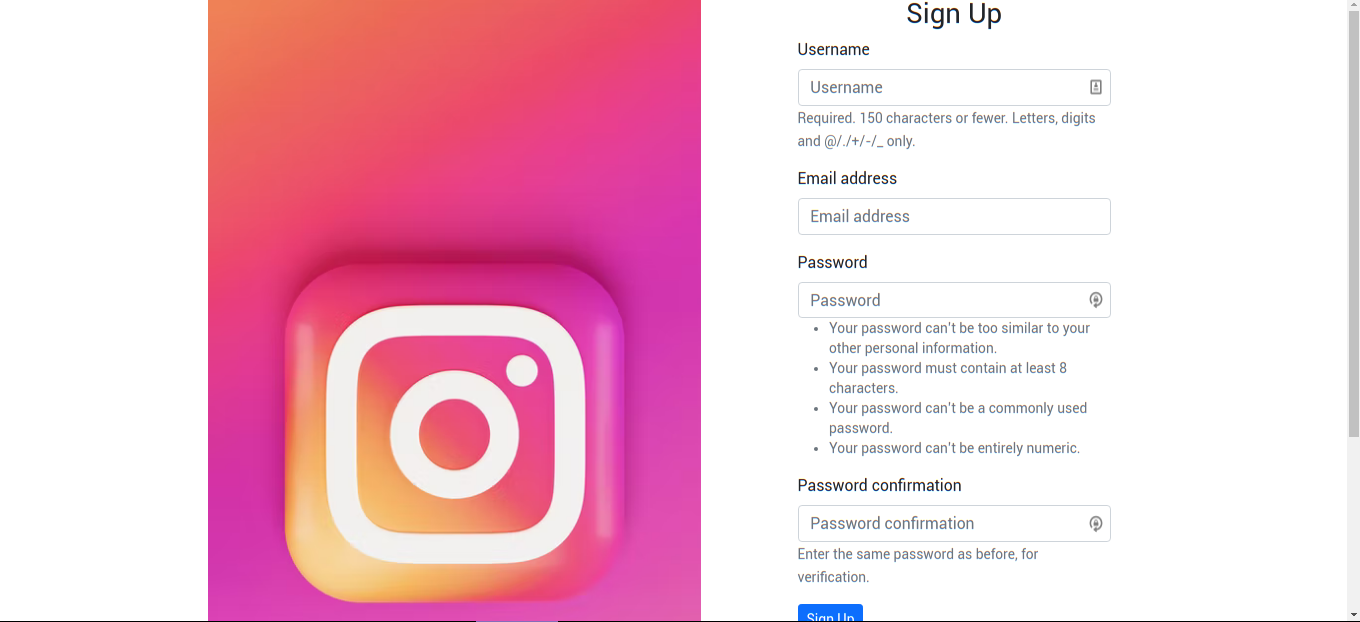 Sign Up
Username
Username
Required. 150 characters or fewer. Letters, digits
and @/./+/-/_ only.
Email address
Email address
Password
Password
Your password can't be too similar to your
other personal information.
Your password must contain at least 8
characters.
Your password can't be a commonly used
password.
Your password can't be entirely numeric.
Password confirmation
Password confirmation
Enter the same password as before, for
verification.
Sign Up